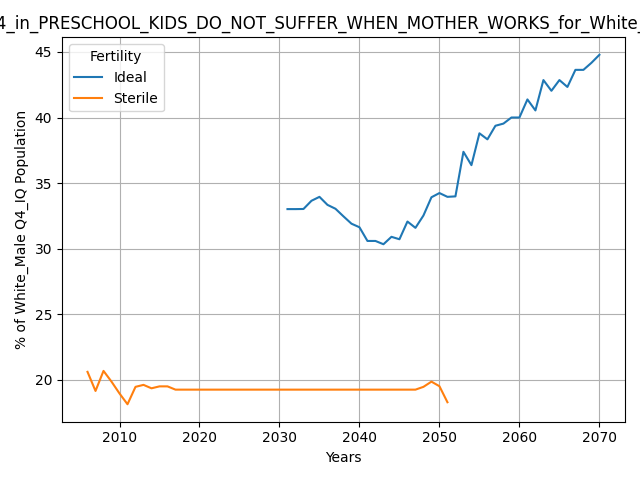 4_in_PRESCHOOL_KIDS_DO_NOT_SUFFER_WHEN_MOTHER_WORKS_for_White_
Fertility
Ideal
Sterile
% of White_Male Q4_IQ Population
45
40
35
30
25
20
2010 2020 2030 2040 2050 2060 2070
Years